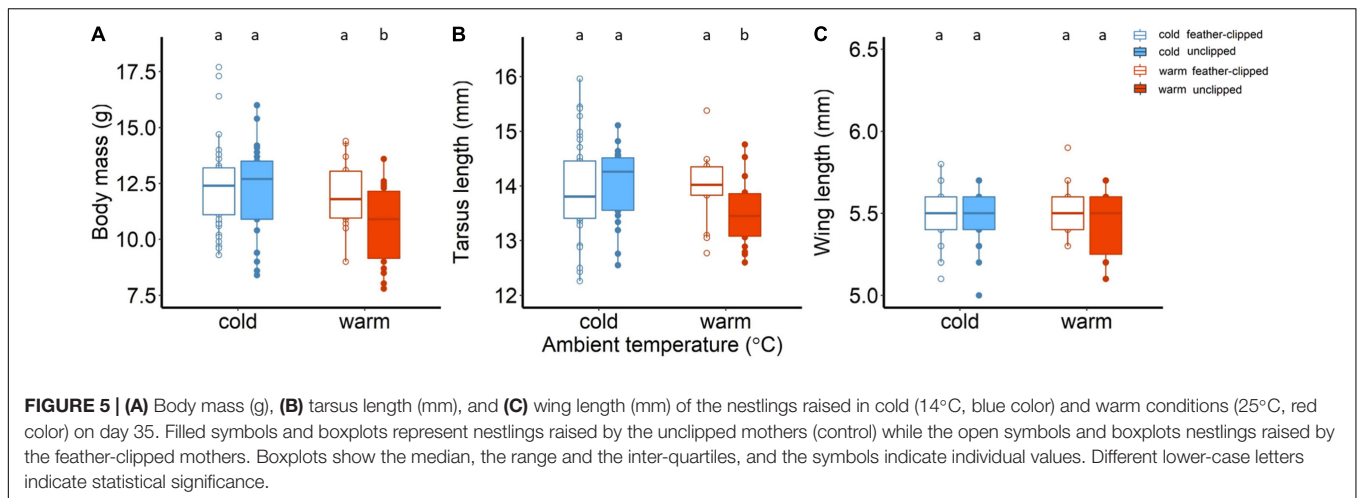 A
a a a b
Body mass (g)
17.5
15.0
12.5
10.0
7.5
cold warm
B
a a a b
Tarsus length (mm)
16
15
14
13
12
cold warm
Ambient temperature (°C)
C
a a a a
Wing length (mm)
6.5
6.0
5.5
5.0
cold warm
cold feather-clipped
cold unclipped
warm feather-clipped
warm unclipped
FIGURE 5 | (A) Body mass (g), (B) tarsus length (mm), and (C) wing length (mm) of the nestlings raised in cold (14°C, blue color) and warm conditions (25°C, red
color) on day 35. Filled symbols and boxplots represent nestlings raised by the unclipped mothers (control) while the open symbols and boxplots nestlings raised by
the feather-clipped mothers. Boxplots show the median, the range and the inter-quartiles, and the symbols indicate individual values. Different lower-case letters
indicate statistical significance.